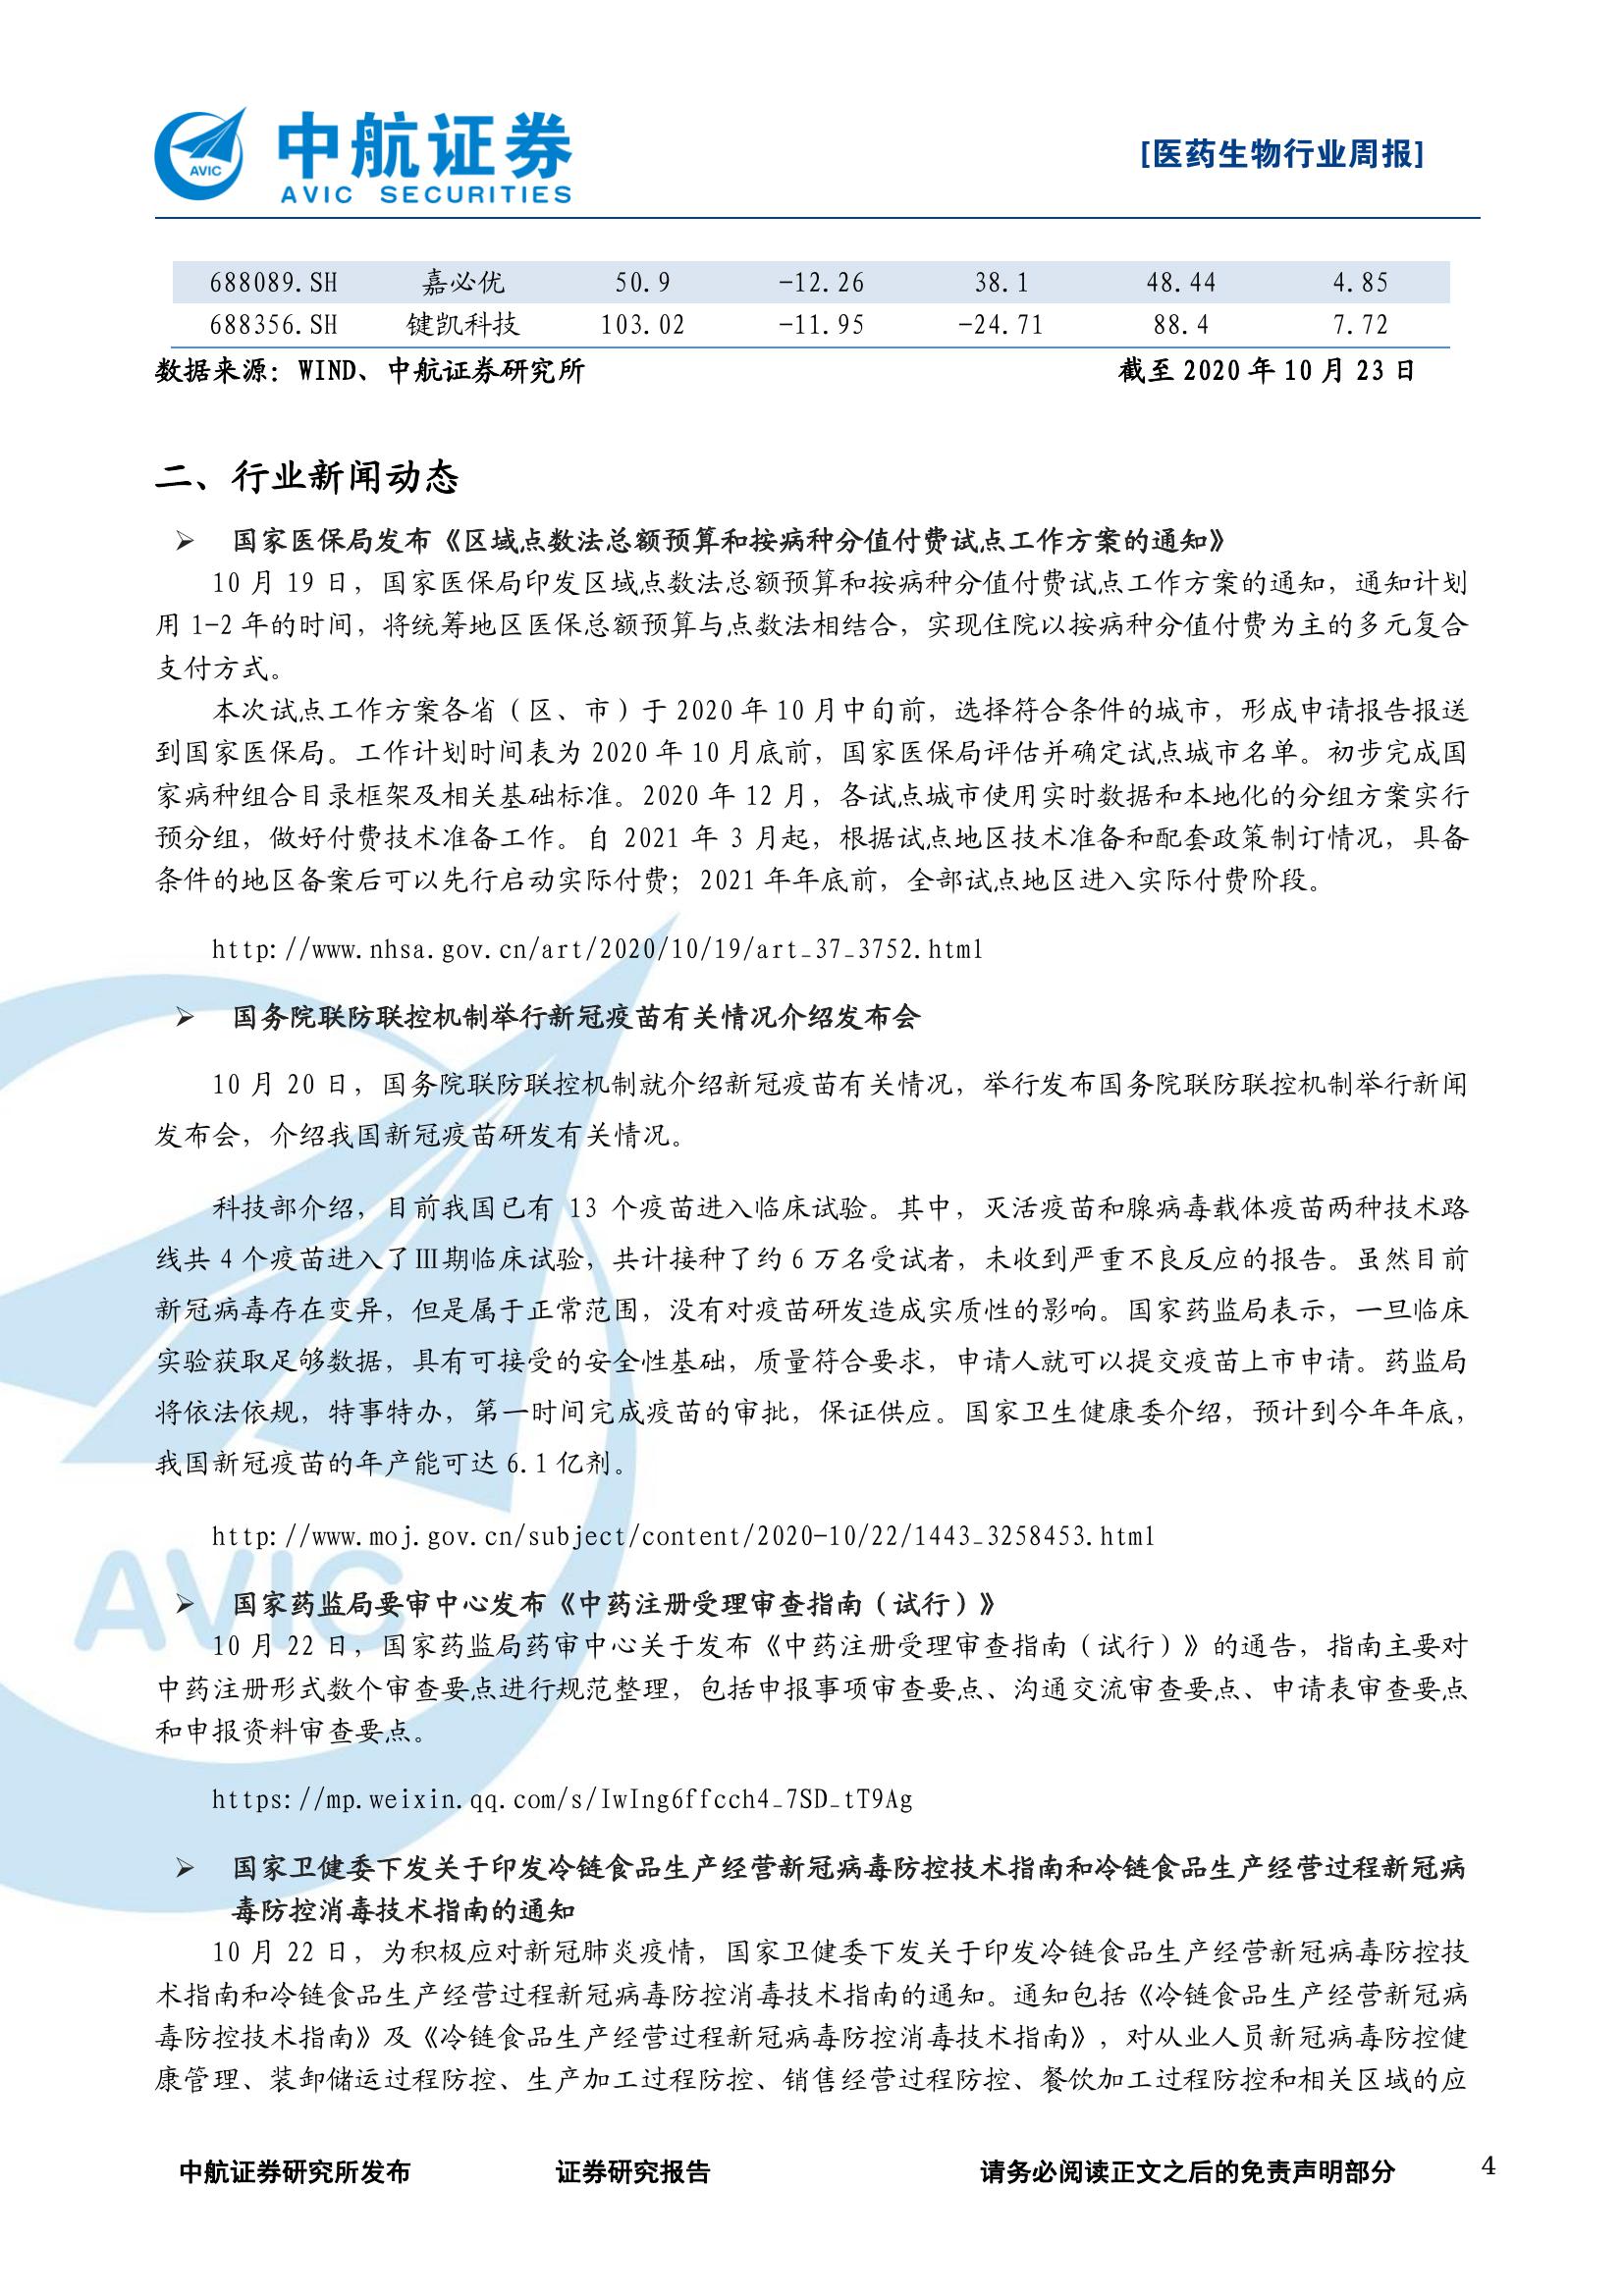 中航证券
AVIC SECURITIES
AVIC
[医药生物行业周报]
688089.SH 嘉必优 50.9 -12.26 38.1 48.44 4.85
688356.SH 键凯科技 103.02 -11.95 -24.71 88.4 7.72
数据来源：WIND、中航证券研究所 截至 2020 年 10 月 23 日
二、行业新闻动态
➢ 国家医保局发布《区域点数法总额预算和按病种分值付费试点工作方案的通知》
10 月 19 日，国家医保局印发区域点数法总额预算和按病种分值付费试点工作方案的通知，通知计划
用 1-2 年的时间，将统筹地区医保总额预算与点数法相结合，实现住院以按病种分值付费为主的多元复合
支付方式。
本次试点工作方案各省（区、市）于 2020 年 10 月中旬前，选择符合条件的城市，形成申请报告报送
到国家医保局。工作计划时间表为 2020 年 10 月底前，国家医保局评估并确定试点城市名单。初步完成国
家病种组合目录框架及相关基础标准。2020 年 12 月，各试点城市使用实时数据和本地化的分组方案实行
预分组，做好付费技术准备工作。自 2021 年 3 月起，根据试点地区技术准备和配套政策制订情况，具备
条件的地区备案后可以先行启动实际付费；2021 年年底前，全部试点地区进入实际付费阶段。
http://www.nhsa.gov.cn/art/2020/10/19/art_37_3752.html
➢ 国务院联防联控机制举行新冠疫苗有关情况介绍发布会
10 月 20 日，国务院联防联控机制就介绍新冠疫苗有关情况，举行发布国务院联防联控机制举行新闻
发布会，介绍我国新冠疫苗研发有关情况。
科技部介绍，目前我国已有 13 个疫苗进入临床试验。其中，灭活疫苗和腺病毒载体疫苗两种技术路
线共 4 个疫苗进入了Ⅲ期临床试验，共计接种了约 6 万名受试者，未收到严重不良反应的报告。虽然目前
新冠病毒存在变异，但是属于正常范围，没有对疫苗研发造成实质性的影响。国家药监局表示，一旦临床
实验获取足够数据，具有可接受的安全性基础，质量符合要求，申请人就可以提交疫苗上市申请。药监局
将依法依规，特事特办，第一时间完成疫苗的审批，保证供应。国家卫生健康委介绍，预计到今年年底，
我国新冠疫苗的年产能可达 6.1 亿剂。
http://www.moj.gov.cn/subject/content/2020-10/22/1443_3258453.html
AVIC
➢ 国家药监局要审中心发布《中药注册受理审查指南（试行）》
10 月 22 日，国家药监局药审中心关于发布《中药注册受理审查指南（试行）》的通告，指南主要对
中药注册形式数个审查要点进行规范整理，包括申报事项审查要点、沟通交流审查要点、申请表审查要点
和申报资料审查要点。
https://mp.weixin.qq.com/s/IwIng6ffcch4_7SD_tT9Ag
➢ 国家卫健委下发关于印发冷链食品生产经营新冠病毒防控技术指南和冷链食品生产经营过程新冠病
毒防控消毒技术指南的通知
10 月 22 日，为积极应对新冠肺炎疫情，国家卫健委下发关于印发冷链食品生产经营新冠病毒防控技
术指南和冷链食品生产经营过程新冠病毒防控消毒技术指南的通知。通知包括《冷链食品生产经营新冠病
毒防控技术指南》及《冷链食品生产经营过程新冠病毒防控消毒技术指南》，对从业人员新冠病毒防控健
康管理、装卸储运过程防控、生产加工过程防控、销售经营过程防控、餐饮加工过程防控和相关区域的应
中航证券研究所发布 证券研究报告 请务必阅读正文之后的免责声明部分 4